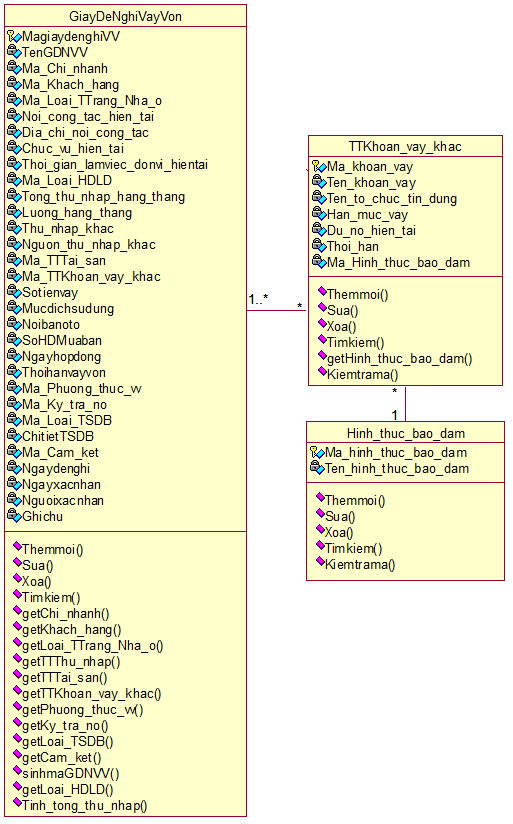 GiayDeNghiVayVon
MagiaydenghiVV
TenGDNVV
Ma_Chi_nhanh
Ma_Khach_hang
Ma_Loai_TTrang_Nha_o
Noi_cong_tac_hien_tai
Dia_chi_noi_cong_tac
Chuc_vu_hien_tai
Thoi_gian_lamviec_donvi_hientai
Ma_Loai_HDLD
Tong_thu_nhap_hang_thang
Luong_hang_thang
Thu_nhap_khac
Nguon_thu_nhap_khac
Ma_TTTai_san
Ma_TTKhoan_vay_khac
Sotienvay
Mucdichsudung
Noibanoto
SoHDMuaban
Ngayhopdong
Thoihanvayvon
Ma_Phuong_thuc_vv
Ma_Ky_tra_no
Ma_Loai_TSDB
ChitietTSDB
Ma_Cam_ket
Ngaydenghi
Ngayxacnhan
Nguoixacnhan
Ghichu
Themmoi()
Sua()
Xoa()
Timkiem()
getChi_nhanh()
getKhach_hang()
getLoai_TTrang_Nha_o()
getTTThu_nhap()
getTTTai_san()
getTTKhoan_vay_khac()
getPhuong_thuc_vv()
getKy_tra_no()
getLoai_TSDB()
getCam_ket()
sinhmaGDNVV()
getLoai_HDLD()
Tinh_tong_thu_nhap()
1..*
*
TTKhoan_vay_khac
Ma_khoan_vay
Ten_khoan_vay
Ten_to_chuc_tin_dung
Han_muc_vay
Du_no_hien_tai
Thoi_han
Ma_Hinh_thuc_bao_dam
Themmoi()
Sua()
Xoa()
Timkiem()
getHinh_thuc_bao_dam()
Kiemtrama()
*
1
Hinh_thuc_bao_dam
Ma_hinh_thuc_bao_dam
Ten_hinh_thuc_bao_dam
Themmoi()
Sua()
Xoa()
Timkiem()
Kiemtrama()